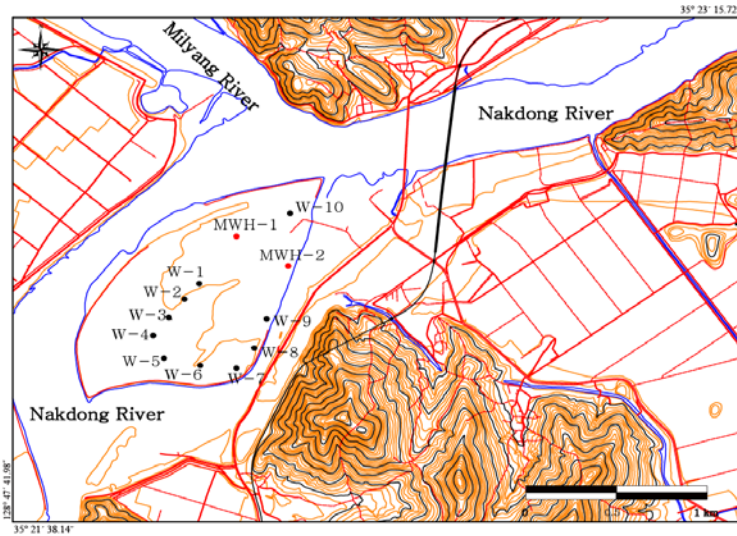 35° 23′ 15.72
Milyang River
Nakdong River
W-10
MWH-1
MWH-2
W-1
W-2
W-3
W-9
W-4
W-8
W-5
W-6
W-7
Nakdong River
128° 47′ 41.98″
0 0.5 1 km
35° 21′ 38.14″